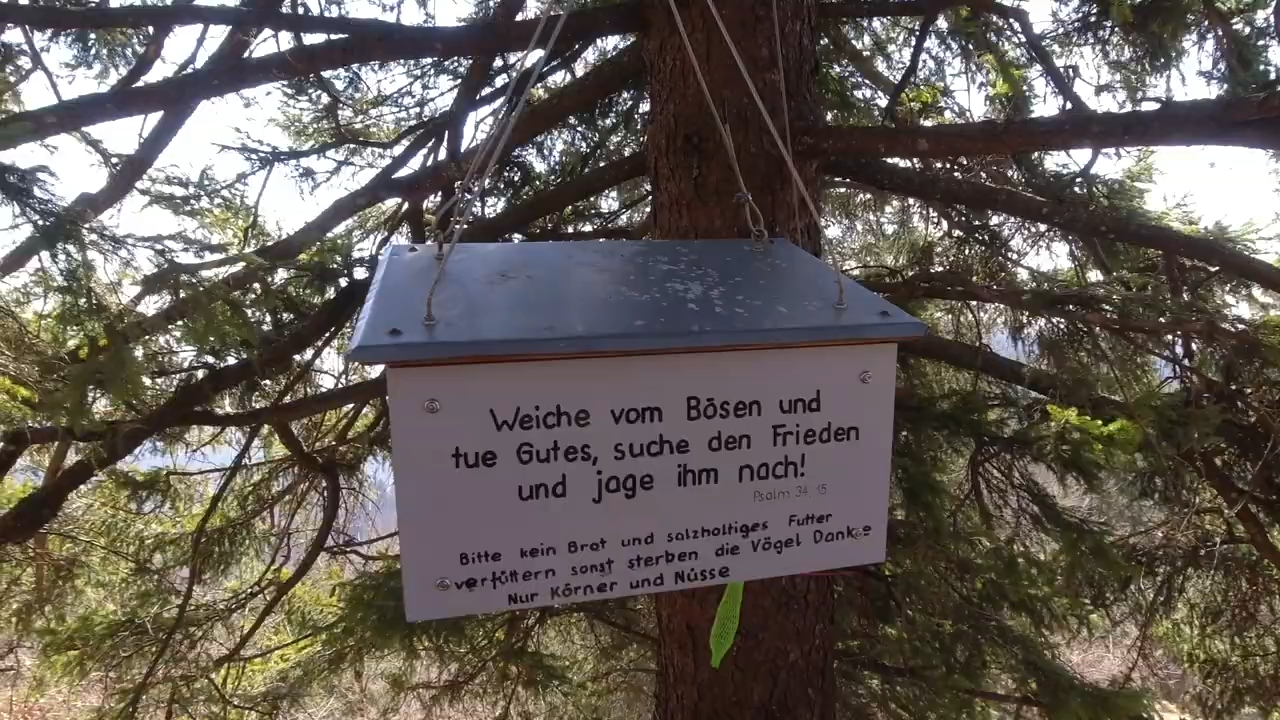 Weiche vom Bösen und
tue Gutes, suche den Frieden
und jage ihm nach!
Psalm 34 15
Bitte kein Brot und salzhaltiges Futter
verfüttern sonst sterben die Vögel Danke
Nur Körner und Nüsse